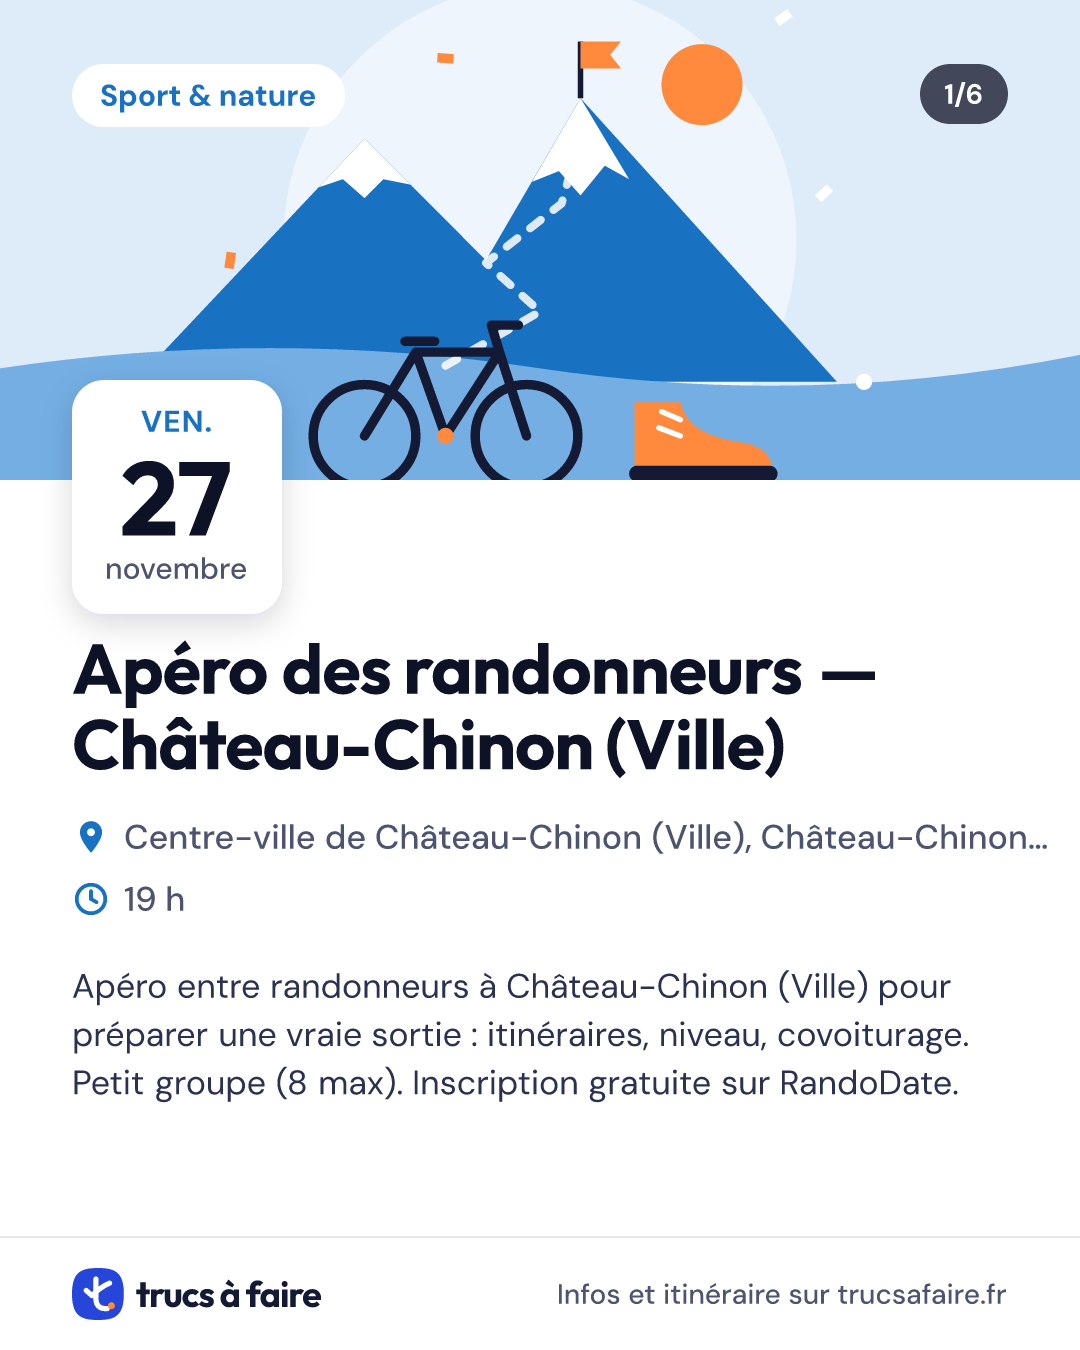 Sport & nature
1/6
VEN.
27
novembre
Apéro des randonneurs —
Château-Chinon (Ville)
Centre-ville de Château-Chinon (Ville), Château-Chinon...
19 h
Apéro entre randonneurs à Château-Chinon (Ville) pour
préparer une vraie sortie : itinéraires, niveau, covoiturage.
Petit groupe (8 max). Inscription gratuite sur RandoDate.
trucs à faire
Infos et itinéraire sur trucsafaire.fr